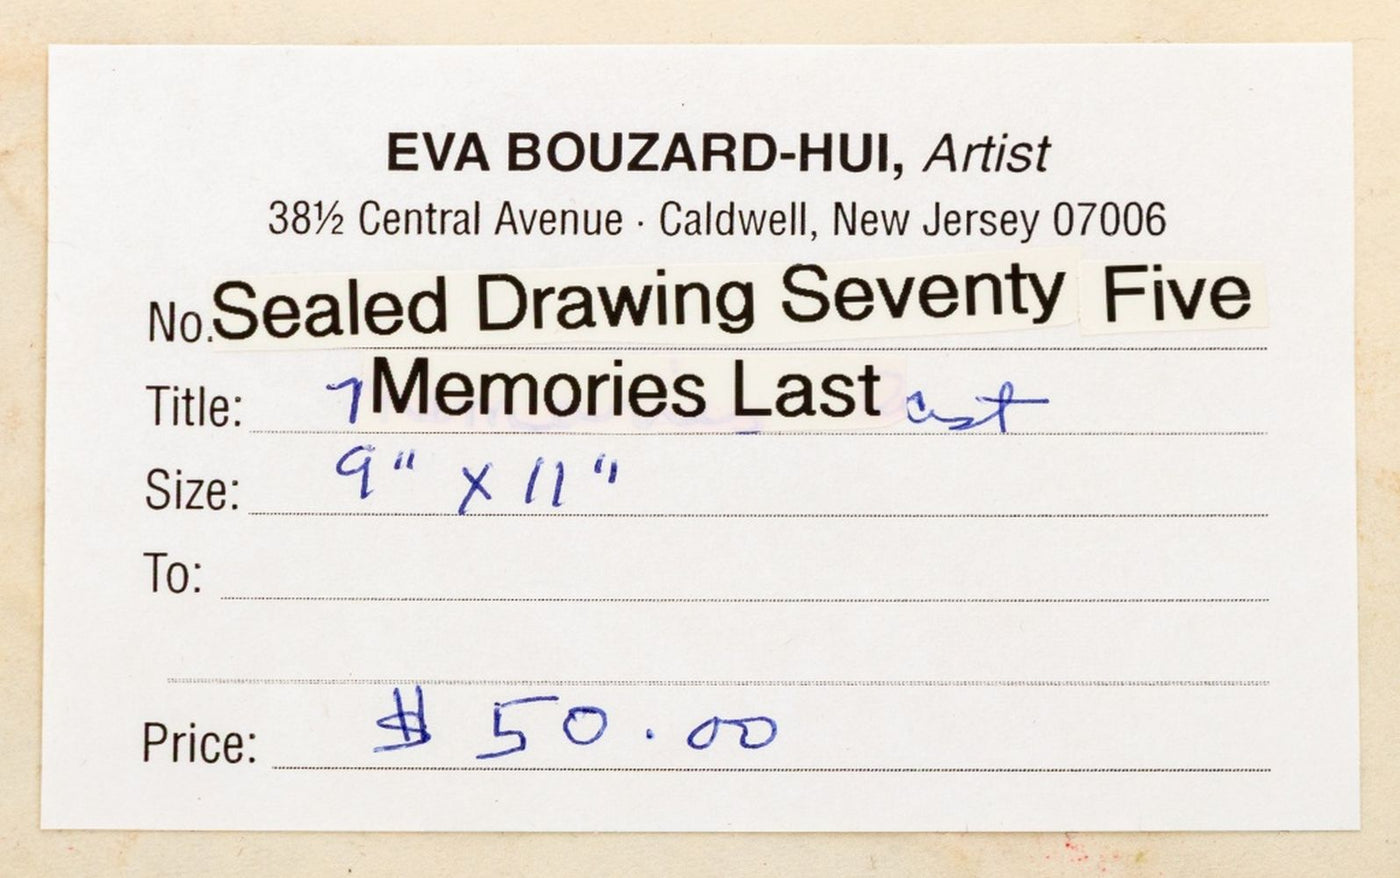 EVA BOUZARD-HUI, Artist
38½ Central Avenue · Caldwell, New Jersey 07006
No. Sealed Drawing Seventy Five
Title: Memories Last
Size: 9" x 11"
To:
Price: $ 50.00